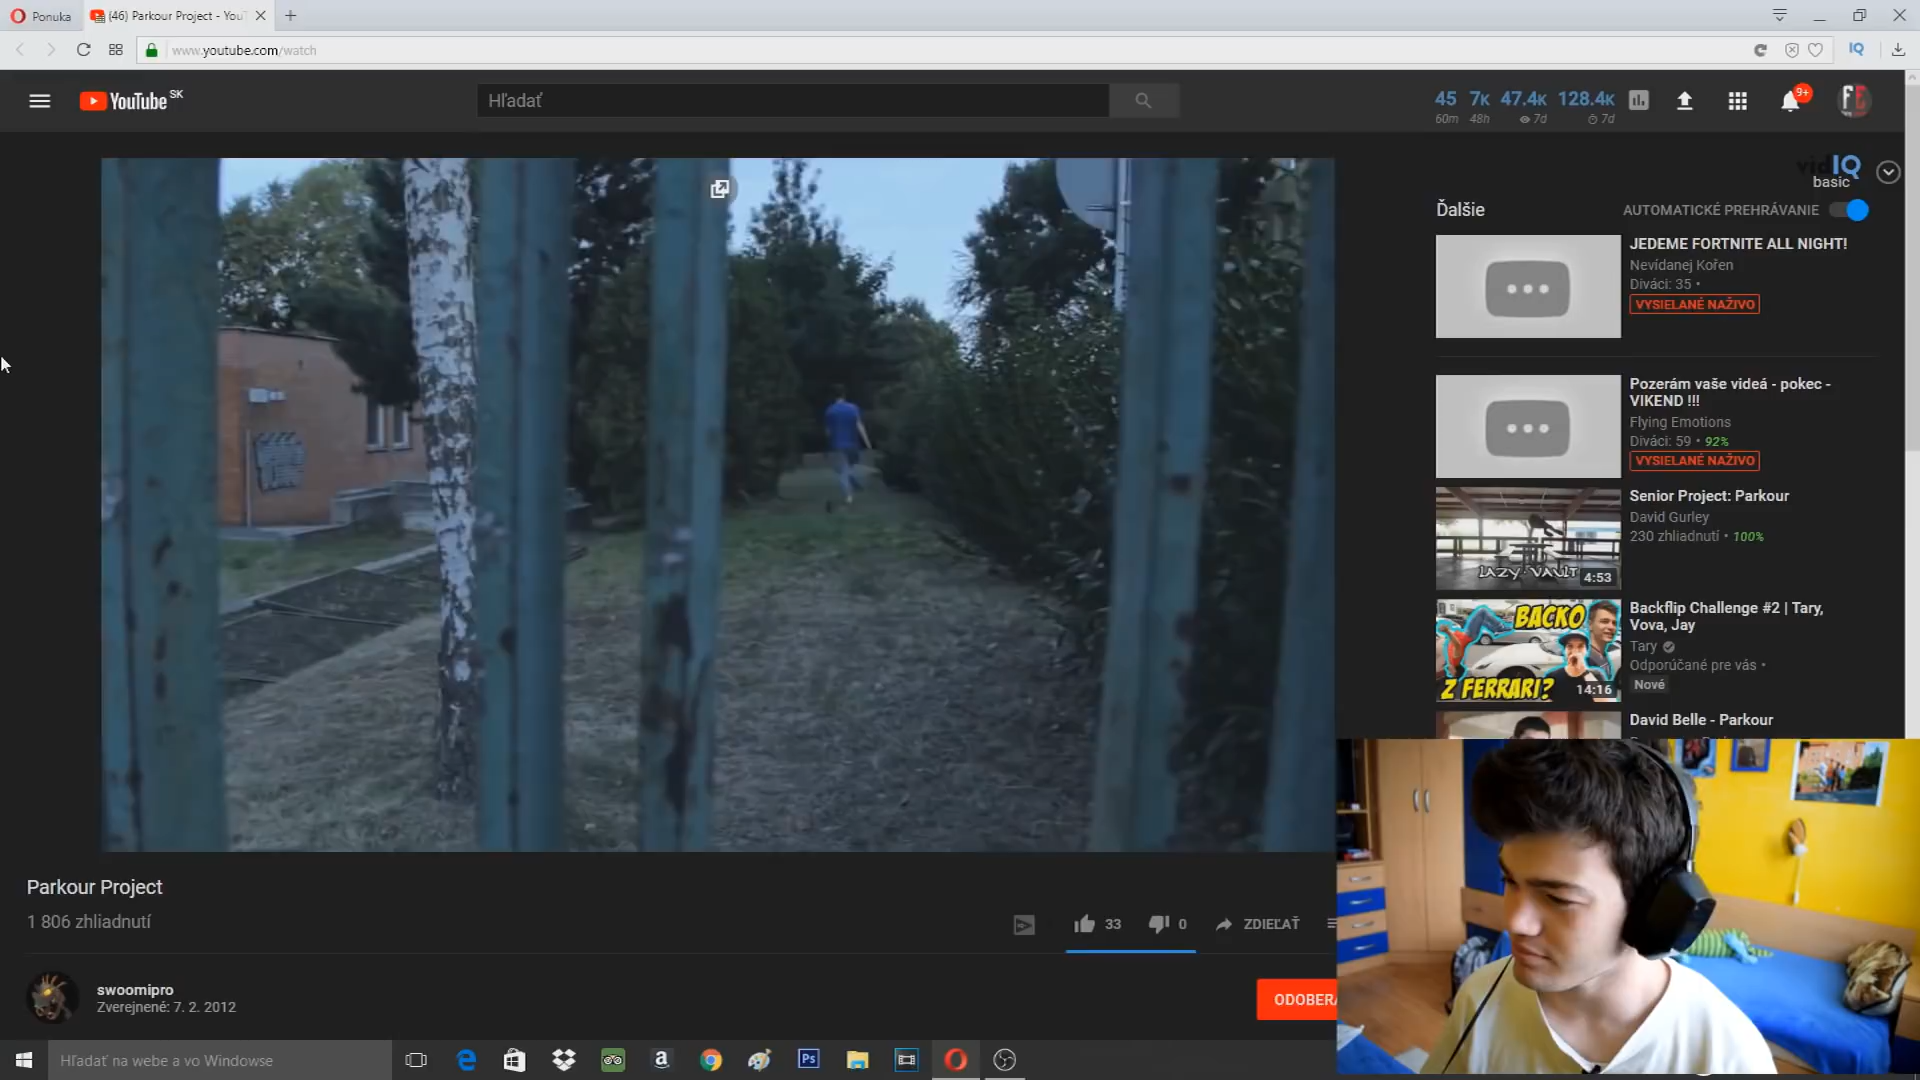 Ponuka
(46) Parkour Project - YouT
www.youtube.com/watch
IQ
YouTube SK
Hľadať
45 7K 47.4K 128.4K
60m 48h 7d 7d
9+
vidIQ
basic
Ďalšie
AUTOMATICKÉ PREHRÁVANIE
JEDEME FORTNITE ALL NIGHT!
Nevídanej Kořen
Diváci: 35 •
VYSIELANÉ NAŽIVO
Pozerám vaše videá - pokec -
VIKEND !!!
Flying Emotions
Diváci: 59 • 92%
VYSIELANÉ NAŽIVO
LAZY VAULT
4:53
Senior Project: Parkour
David Gurley
230 zhliadnutí • 100%
BACKO
Z FERRARI?
14:16
Backflip Challenge #2 | Tary,
Vova, Jay
Tary
Odporúčané pre vás •
Nové
David Belle - Parkour
Parkour Project
1 806 zhliadnutí
33
0
ZDIEĽAŤ
swoomipro
Zverejnené: 7. 2. 2012
ODOBERA
Hľadať na webe a vo Windowse
Ps